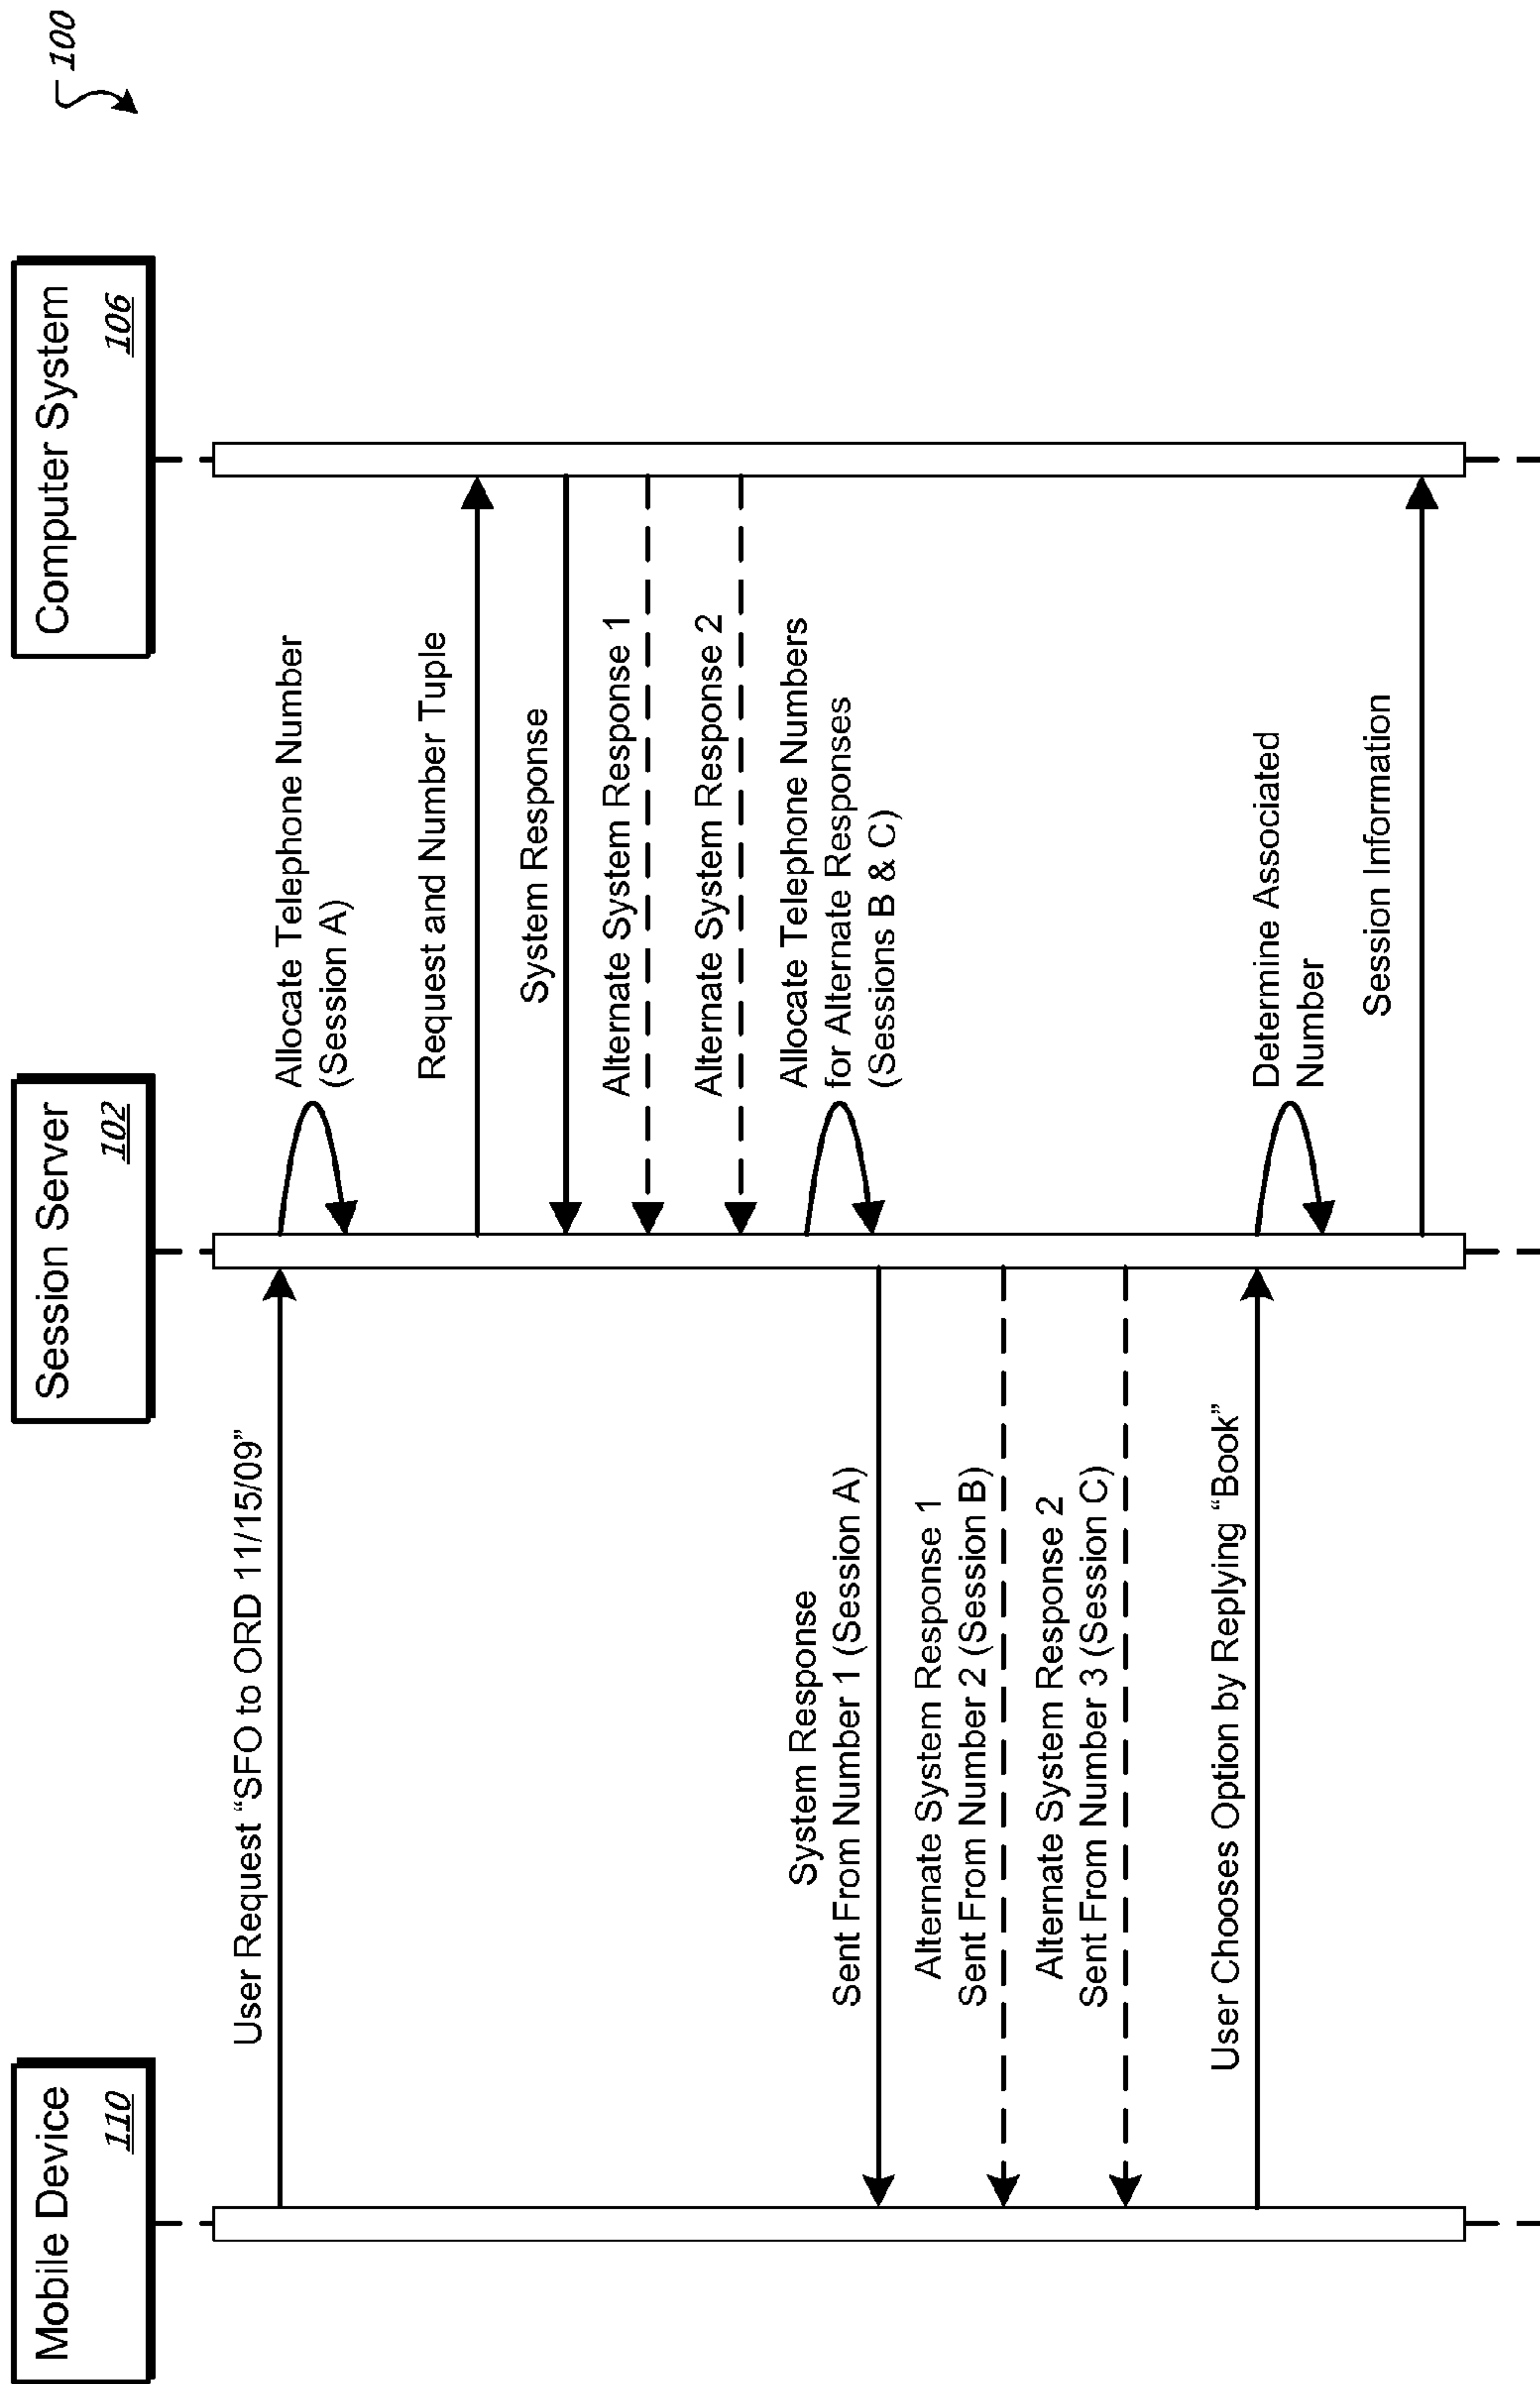 100
Mobile Device
110
Session Server
102
Computer System
106
User Request “SFO to ORD 11/15/09”
Allocate Telephone Number
(Session A)
Request and Number Tuple
System Response
Alternate System Response 1
Alternate System Response 2
Allocate Telephone Numbers
for Alternate Responses
(Sessions B & C)
System Response
Sent From Number 1 (Session A)
Alternate System Response 1
Sent From Number 2 (Session B)
Alternate System Response 2
Sent From Number 3 (Session C)
User Chooses Option by Replying “Book”
Determine Associated
Number
Session Information